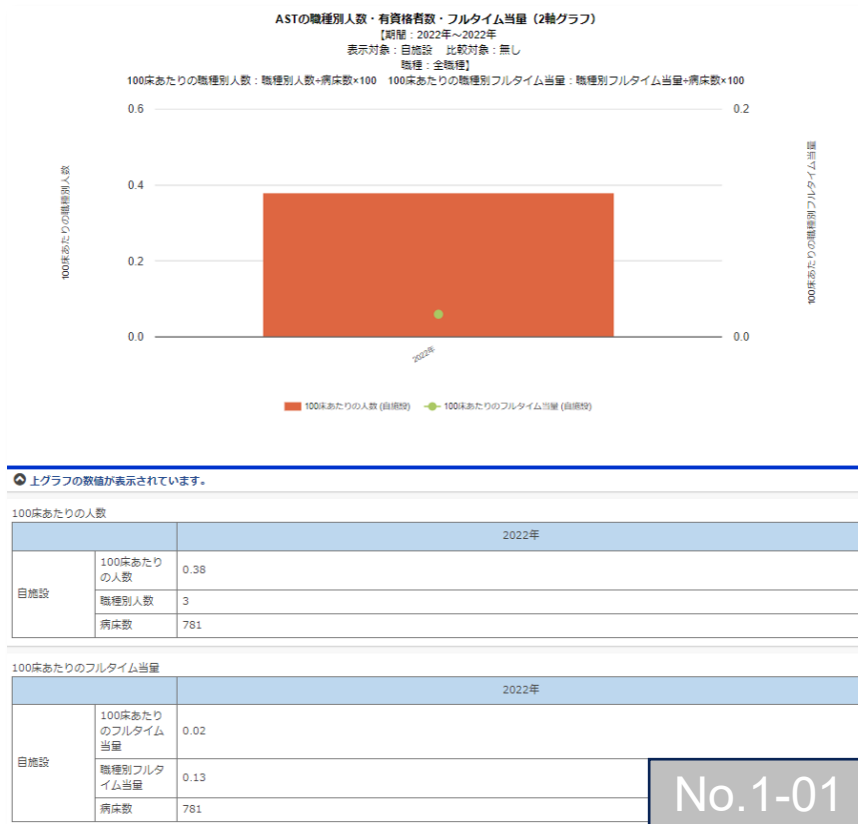 ASTの職種別人数・有資格者数・フルタイム当量（2軸グラフ）
【期間：2022年～2022年
表示対象：自施設　比較対象：無し
職種：全職種】
100床あたりの職種別人数：職種別人数÷病床数×100　100床あたりの職種別フルタイム当量：職種別フルタイム当量÷病床数×100
0.6
0.4
0.2
0.0
100床あたりの職種別人数
0.2
0.0
100床あたりの職種別フルタイム当量
2022年
100床あたりの人数 (自施設)
100床あたりのフルタイム当量 (自施設)
上グラフの数値が表示されています。
100床あたりの人数
2022年
自施設
100床あたり
の人数
0.38
職種別人数
3
病床数
781
100床あたりのフルタイム当量
2022年
自施設
100床あたり
のフルタイム
当量
0.02
職種別フルタ
イム当量
0.13
病床数
781
No.1-01